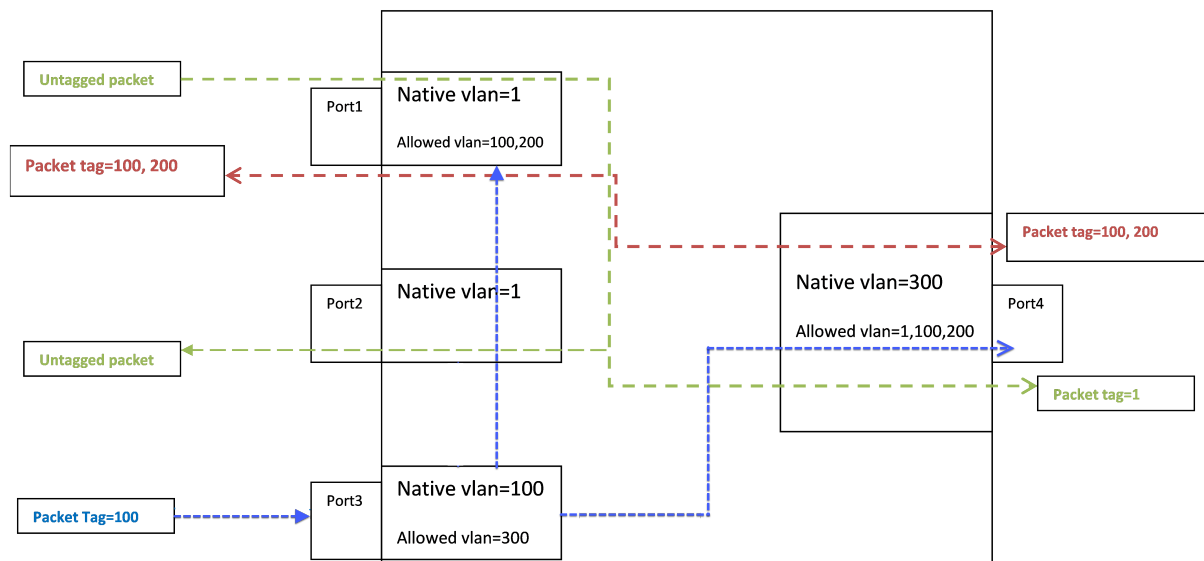 Untagged packet
Port1
Native vlan=1
Allowed vlan=100,200
Packet tag=100, 200
Packet tag=100, 200
Port2
Native vlan=1
Native vlan=300
Allowed vlan=1,100,200
Port4
Untagged packet
Packet tag=1
Packet Tag=100
Port3
Native vlan=100
Allowed vlan=300